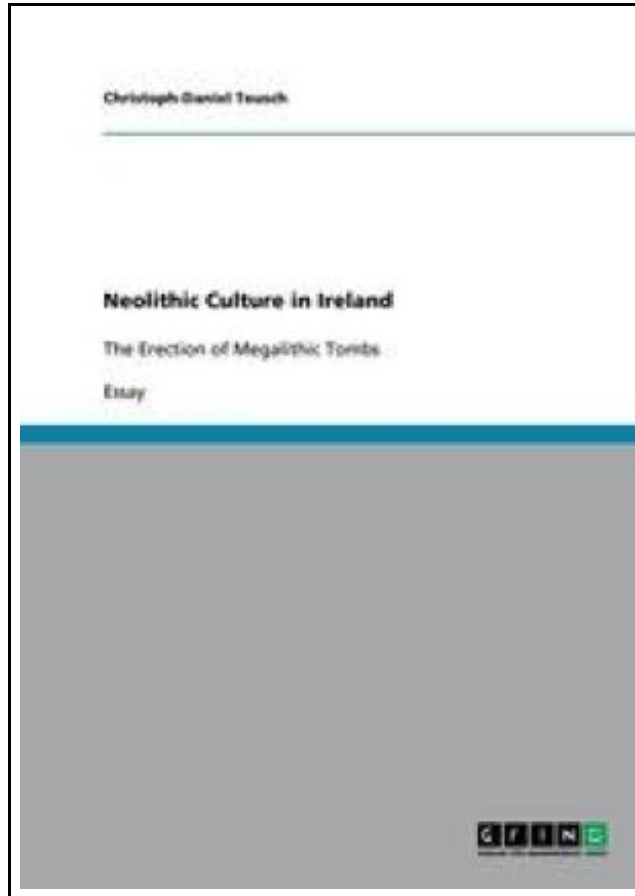 Christoph-Daniel Teusch
Neolithic Culture in Ireland
The Erection of Megalithic Tombs
Essay
GRIN